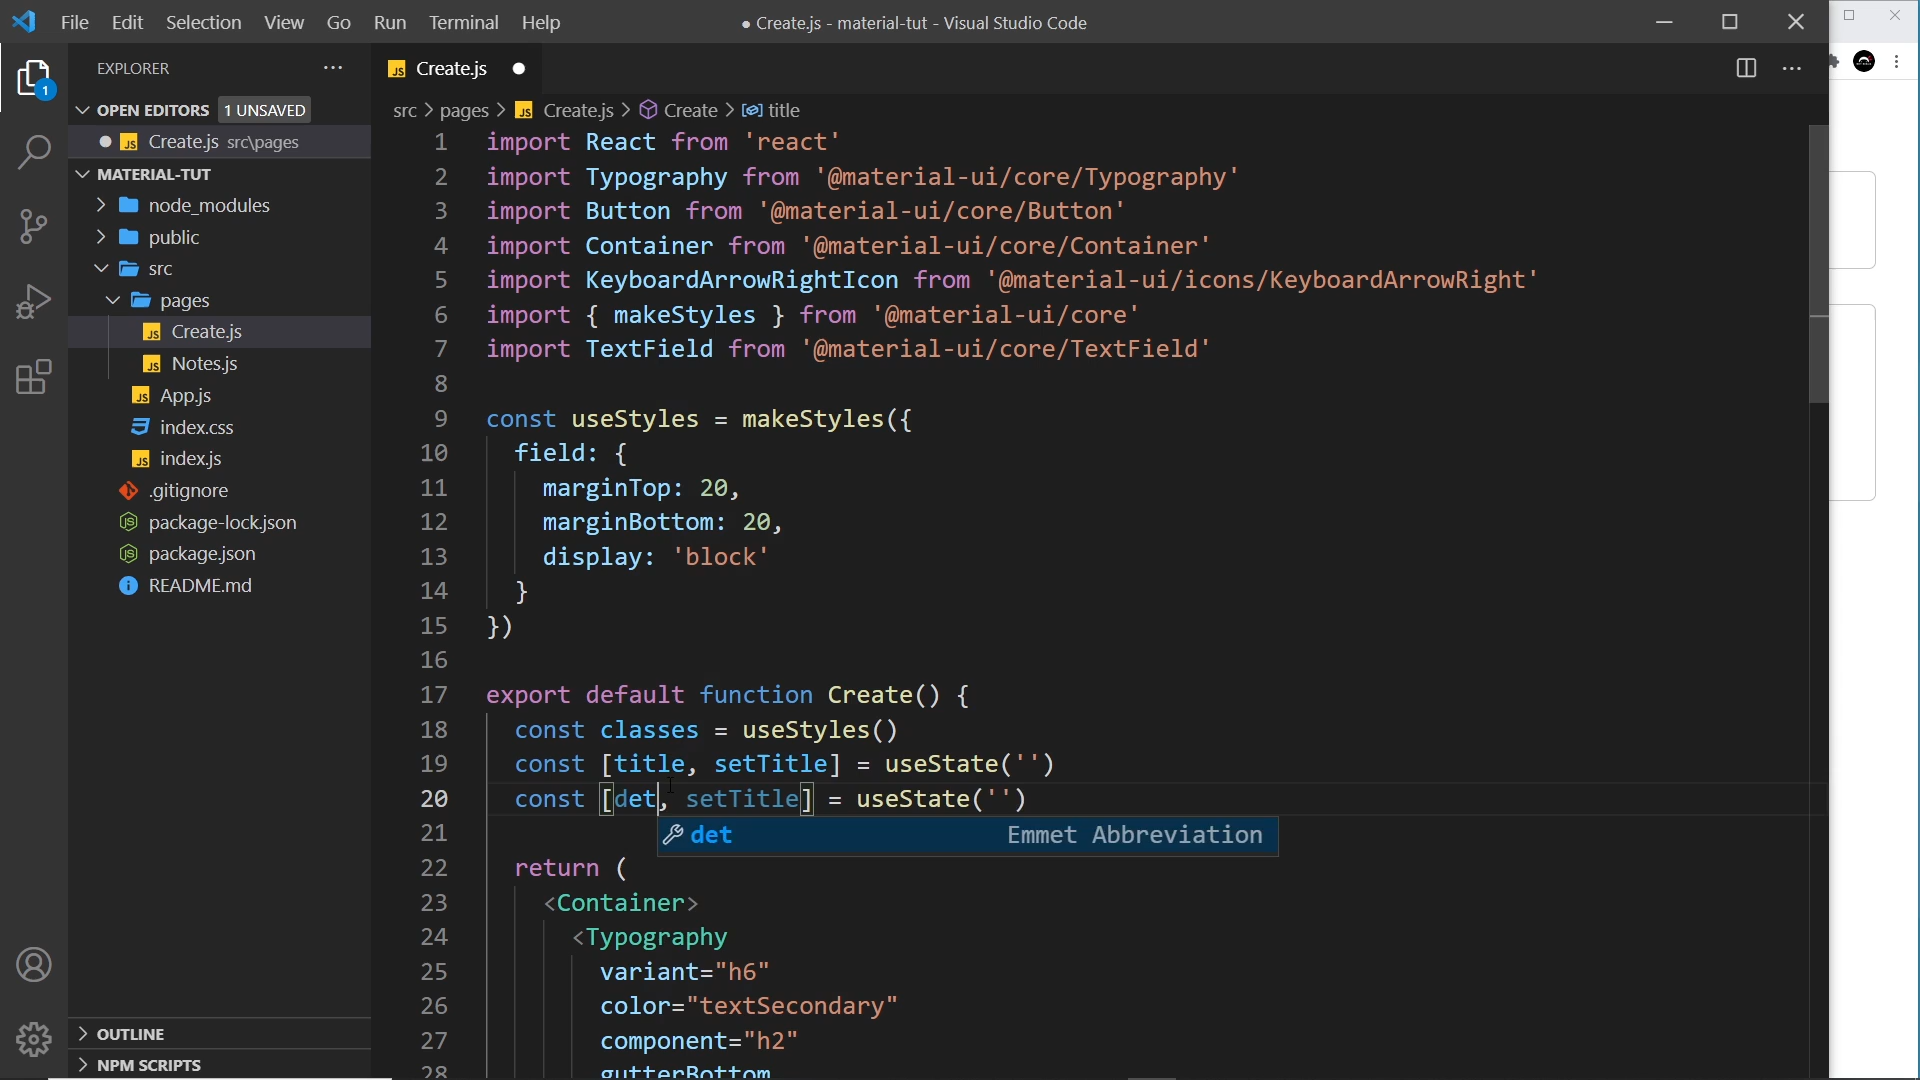 File Edit Selection View Go Run Terminal Help
● Create.js - material-tut - Visual Studio Code
EXPLORER
OPEN EDITORS 1 UNSAVED
Create.js src\pages
MATERIAL-TUT
node_modules
public
src
pages
Create.js
Notes.js
App.js
index.css
index.js
.gitignore
package-lock.json
package.json
README.md
OUTLINE
NPM SCRIPTS
1
Create.js
src > pages > Create.js > Create > title
1 import React from 'react'
2 import Typography from '@material-ui/core/Typography'
3 import Button from '@material-ui/core/Button'
4 import Container from '@material-ui/core/Container'
5 import KeyboardArrowRightIcon from '@material-ui/icons/KeyboardArrowRight'
6 import { makeStyles } from '@material-ui/core'
7 import TextField from '@material-ui/core/TextField'
8
9 const useStyles = makeStyles({
10 field: {
11 marginTop: 20,
12 marginBottom: 20,
13 display: 'block'
14 }
15 })
16
17 export default function Create() {
18 const classes = useStyles()
19 const [title, setTitle] = useState('')
20 const [det, setTitle] = useState('')
det Emmet Abbreviation
21
22 return (
23 <Container>
24 <Typography
25 variant="h6"
26 color="textSecondary"
27 component="h2"
28 gutterBottom